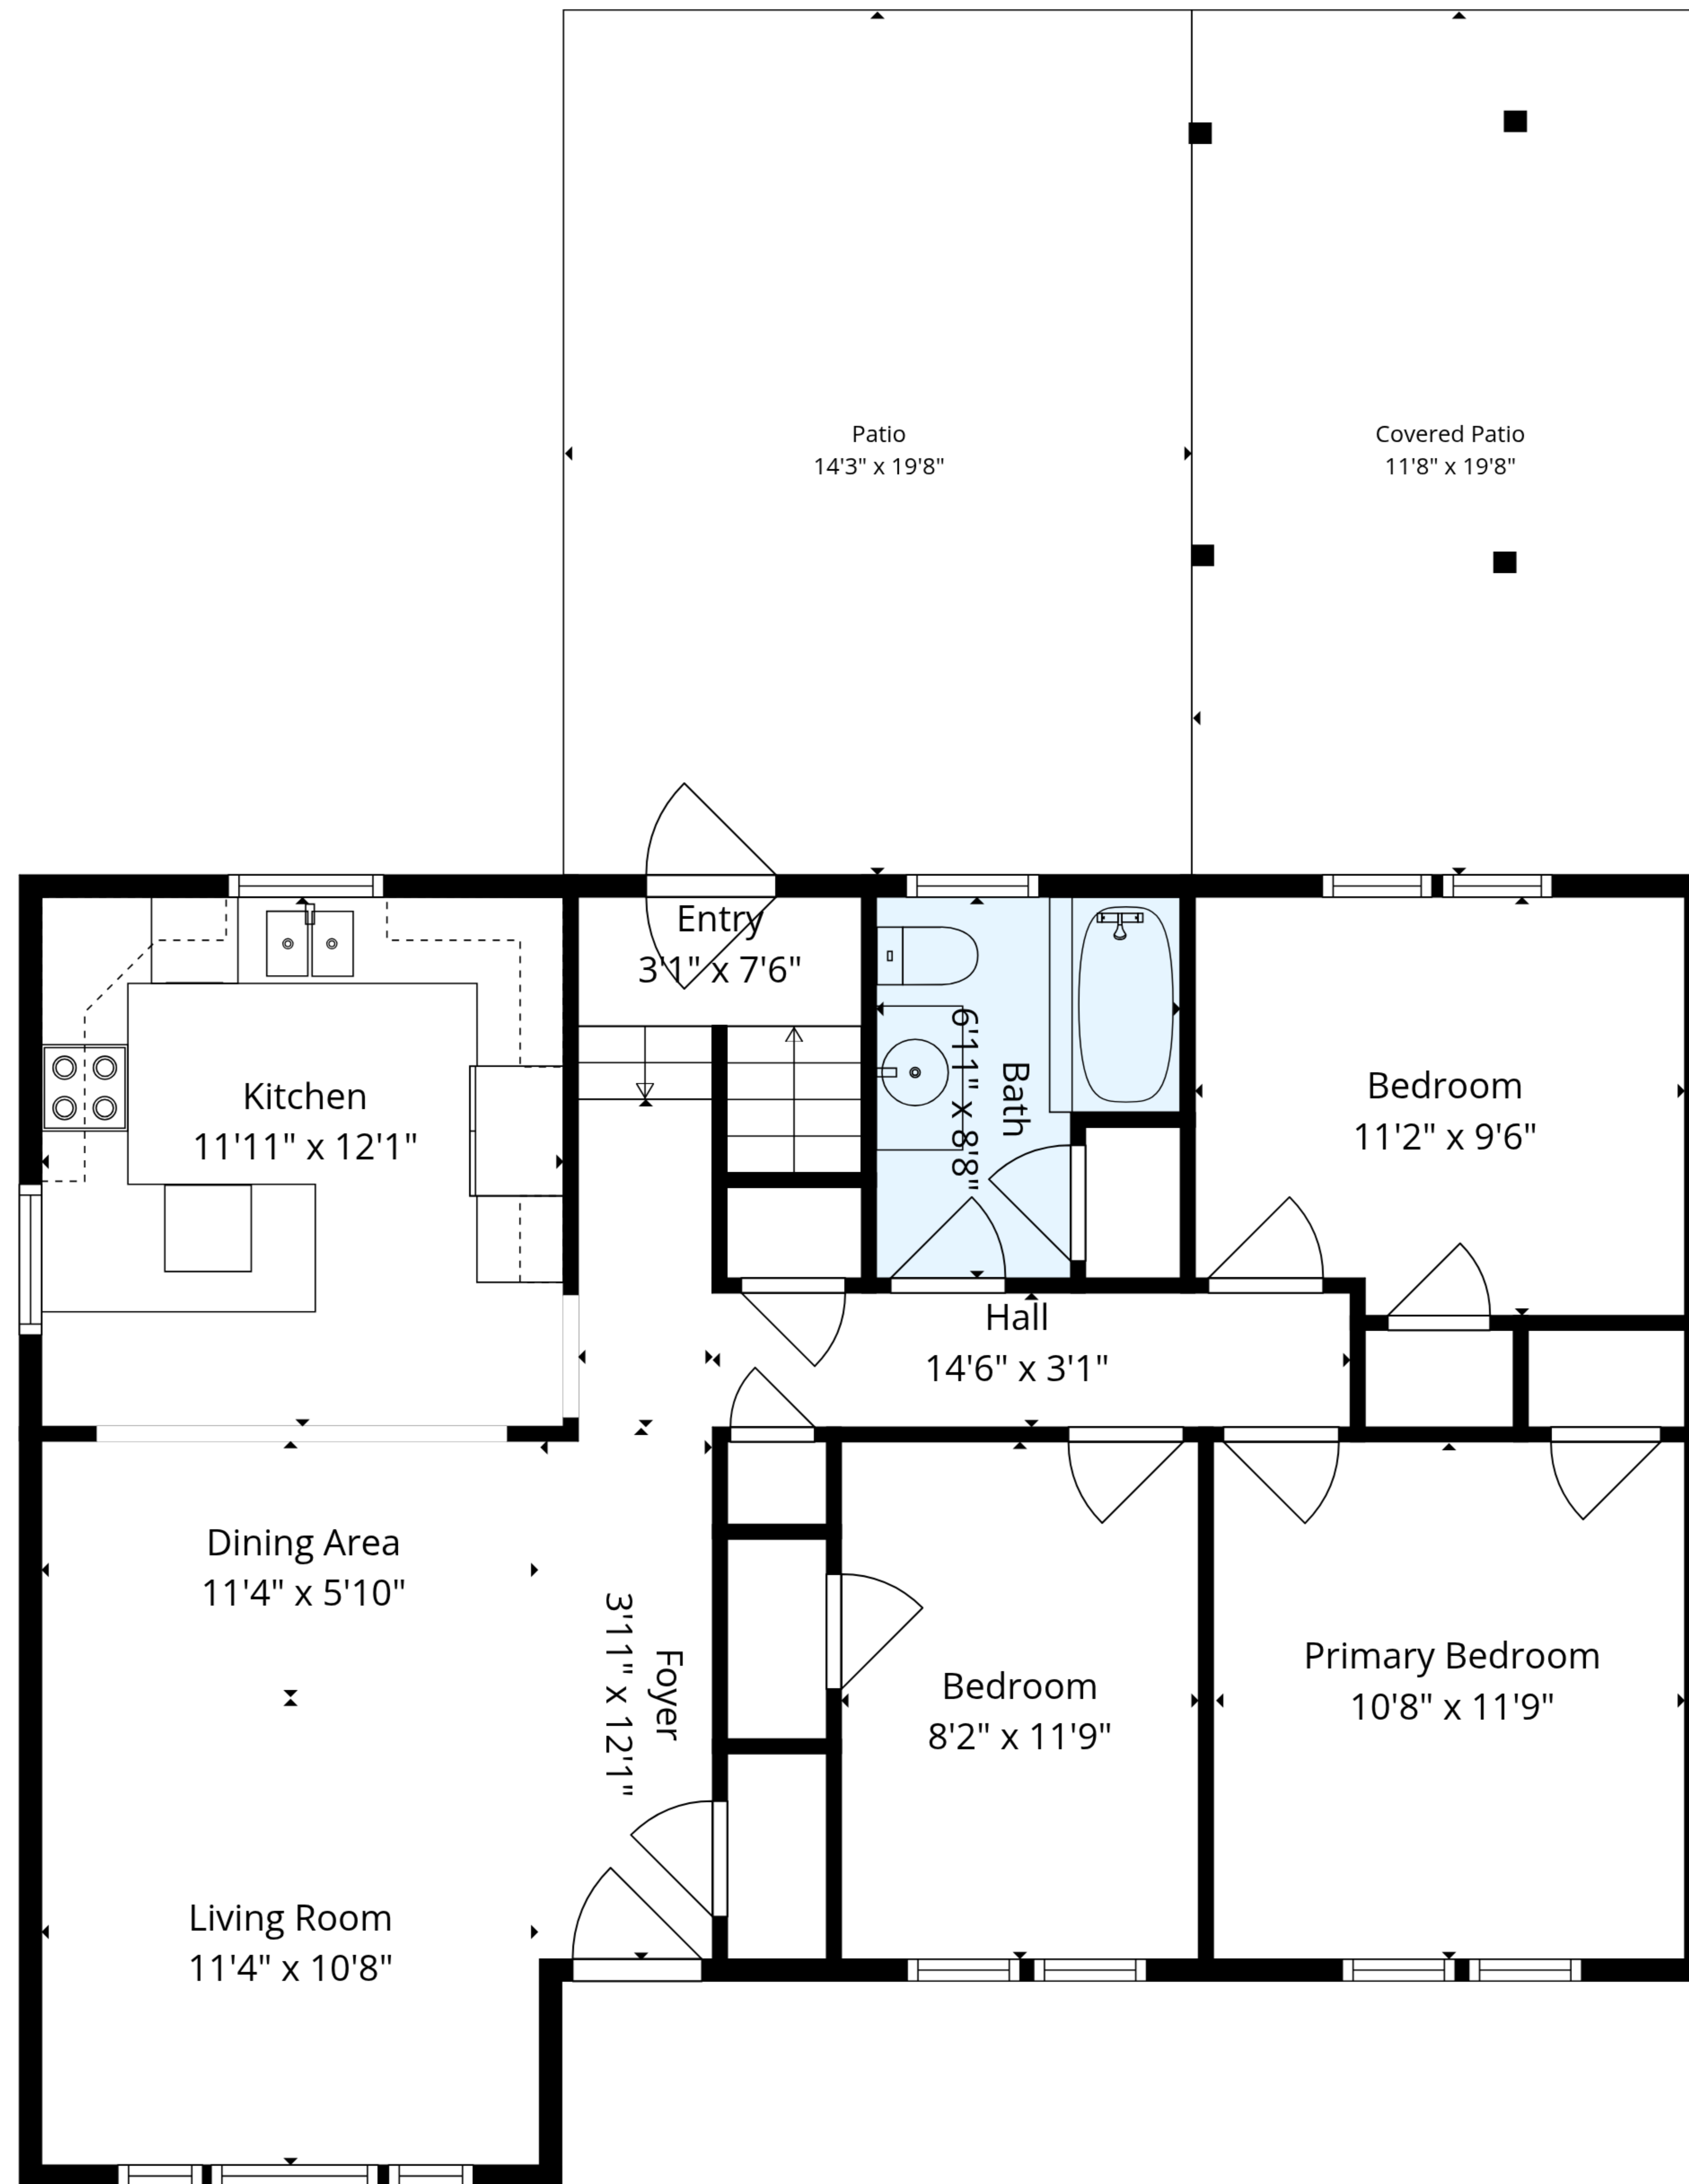 Patio
14'3" x 19'8"
Covered Patio
11'8" x 19'8"
Entry
3'1" x 7'6"
Kitchen
11'11" x 12'1"
Bath
6'11" x 8'8"
Bedroom
11'2" x 9'6"
Hall
14'6" x 3'1"
Dining Area
11'4" x 5'10"
Foyer
3'11" x 12'1"
Bedroom
8'2" x 11'9"
Primary Bedroom
10'8" x 11'9"
Living Room
11'4" x 10'8"